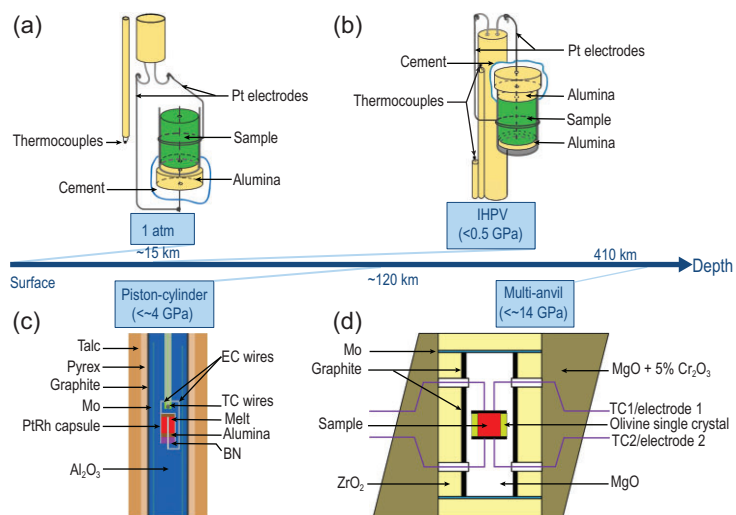 (a)
Thermocouples
Pt electrodes
Sample
Alumina
Cement
1 atm
(b)
Cement
Thermocouples
Pt electrodes
Alumina
Sample
Alumina
IHPV
(<0.5 GPa)
~15 km
410 km
Surface
~120 km
Depth
Piston-cylinder
(<~4 GPa)
Multi-anvil
(<~14 GPa)
(c)
Talc
Pyrex
Graphite
Mo
PtRh capsule
Al₂O₃
EC wires
TC wires
Melt
Alumina
BN
(d)
Mo
Graphite
Sample
ZrO₂
MgO + 5% Cr₂O₃
TC1/electrode 1
Olivine single crystal
TC2/electrode 2
MgO